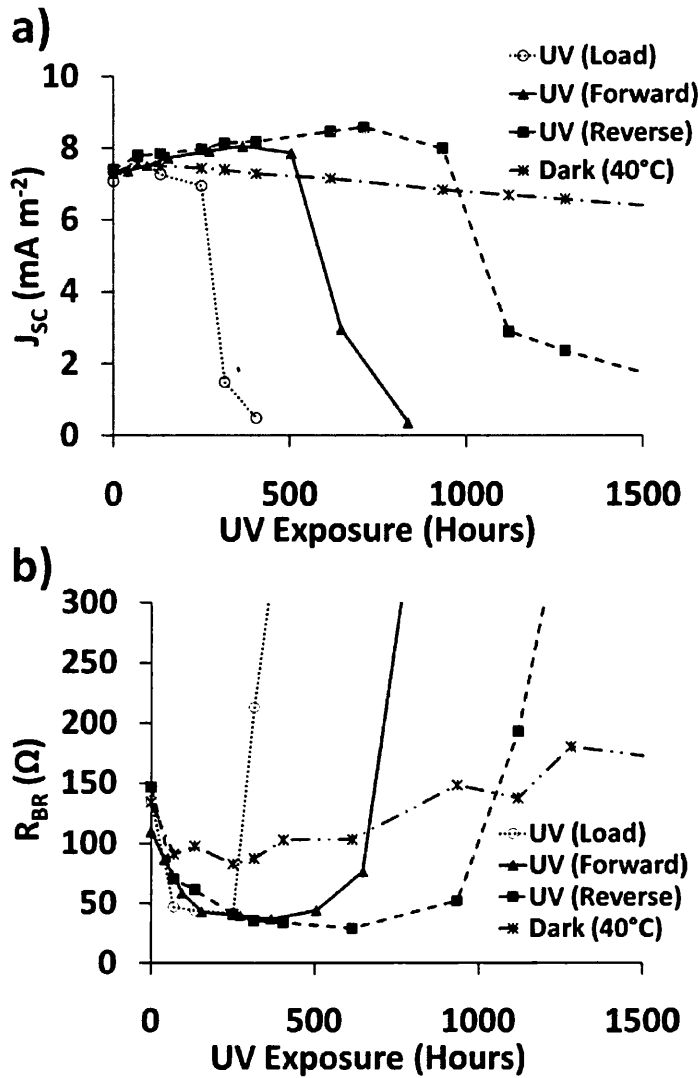 a)
UV (Load)
UV (Forward)
UV (Reverse)
Dark (40°C)
10
8
6
4
2
0
J_SC (mA m⁻²)
0 500 1000 1500
UV Exposure (Hours)
b)
300
250
200
150
100
50
0
R_BR (Ω)
UV (Load)
UV (Forward)
UV (Reverse)
Dark (40°C)
0 500 1000 1500
UV Exposure (Hours)